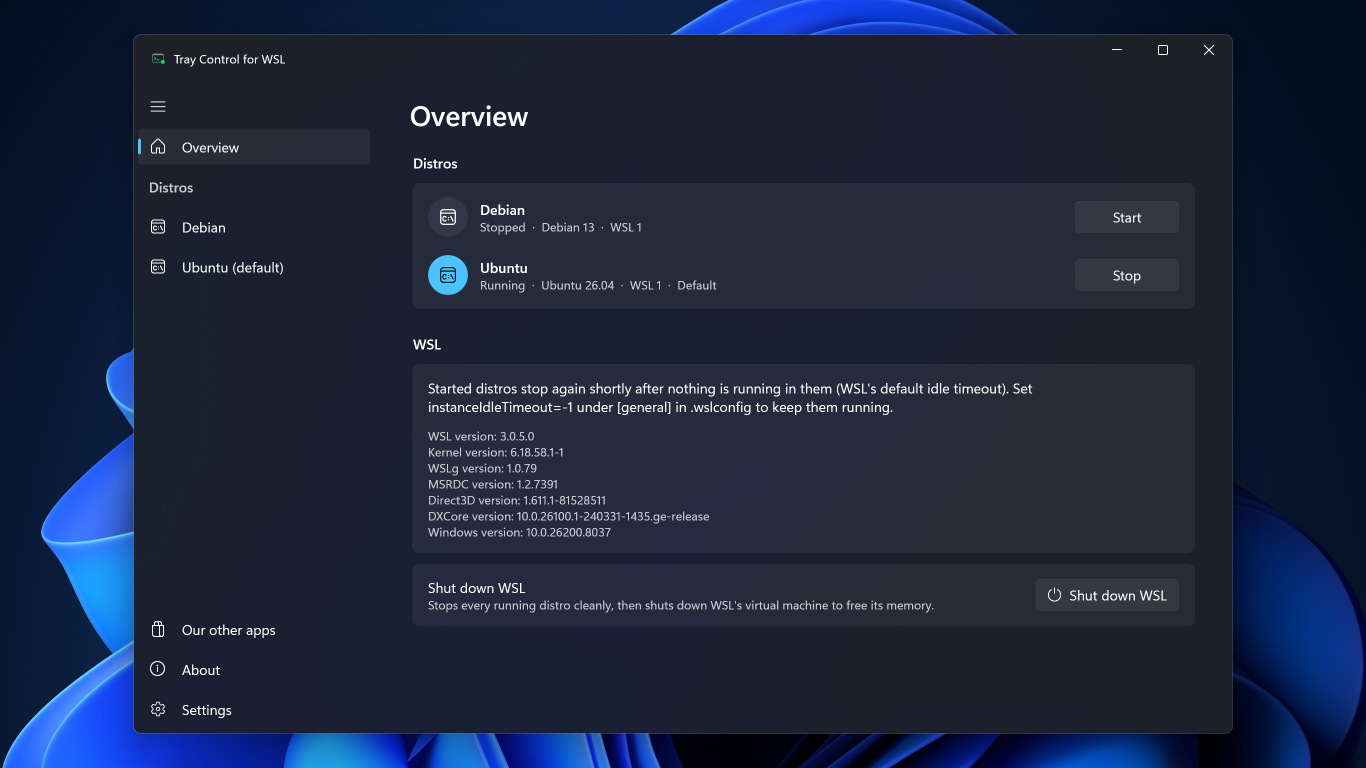 Tray Control for WSL
Overview
Distros
Debian
Ubuntu (default)
Our other apps
About
Settings
Overview
Distros
Debian
Stopped · Debian 13 · WSL 1
Start
Ubuntu
Running · Ubuntu 26.04 · WSL 1 · Default
Stop
WSL
Started distros stop again shortly after nothing is running in them (WSL's default idle timeout). Set
instanceIdleTimeout=-1 under [general] in .wslconfig to keep them running.
WSL version: 3.0.5.0
Kernel version: 6.18.58.1-1
WSLg version: 1.0.79
MSRDC version: 1.2.7391
Direct3D version: 1.611.1-81528511
DXCore version: 10.0.26100.1-240331-1435.ge-release
Windows version: 10.0.26200.8037
Shut down WSL
Stops every running distro cleanly, then shuts down WSL's virtual machine to free its memory.
Shut down WSL